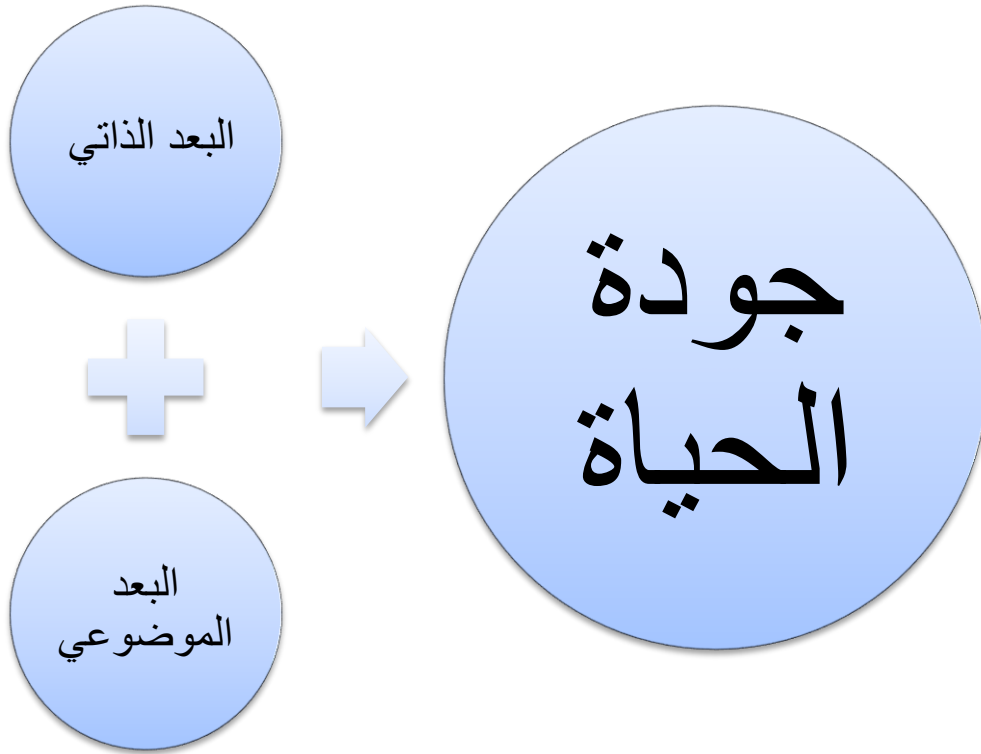 البعد الذاتي
البعد
الموضوعي
جودة
الحياة